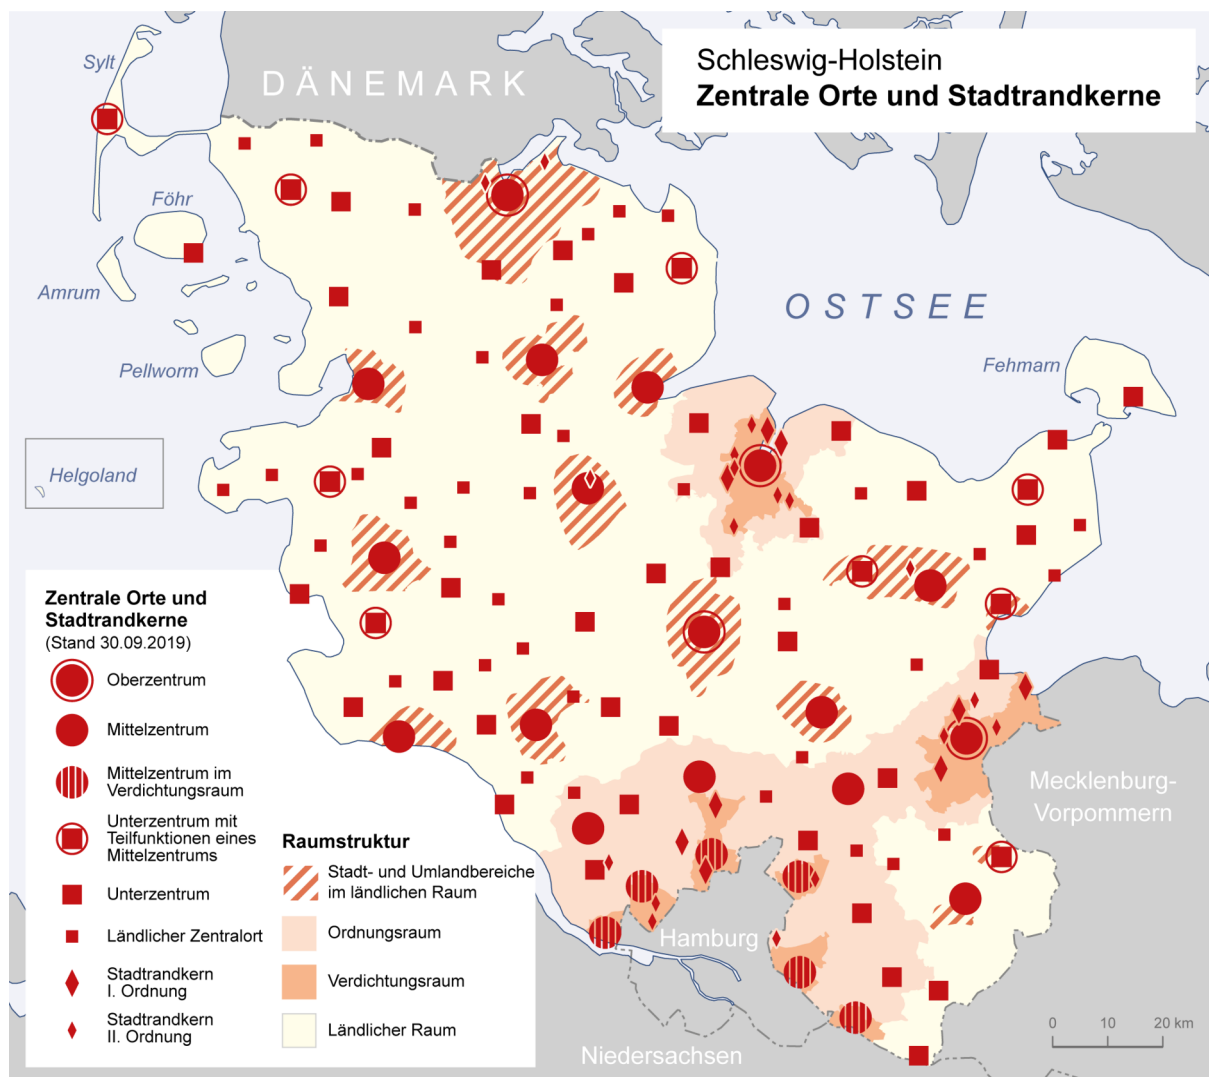 Schleswig-Holstein
Zentrale Orte und Stadtrandkerne
DÄNEMARK
Sylt
Föhr
Amrum
Pellworm
Helgoland
OSTSEE
Fehmarn
Mecklenburg-
Vorpommern
Hamburg
Niedersachsen
Zentrale Orte und
Stadtrandkerne
(Stand 30.09.2019)
Oberzentrum
Mittelzentrum
Mittelzentrum im
Verdichtungsraum
Unterzentrum mit
Teilfunktionen eines
Mittelzentrums
Unterzentrum
Ländlicher Zentralort
Stadtrandkern
I. Ordnung
Stadtrandkern
II. Ordnung
Raumstruktur
Stadt- und Umlandbereiche
im ländlichen Raum
Ordnungsraum
Verdichtungsraum
Ländlicher Raum
0 10 20 km